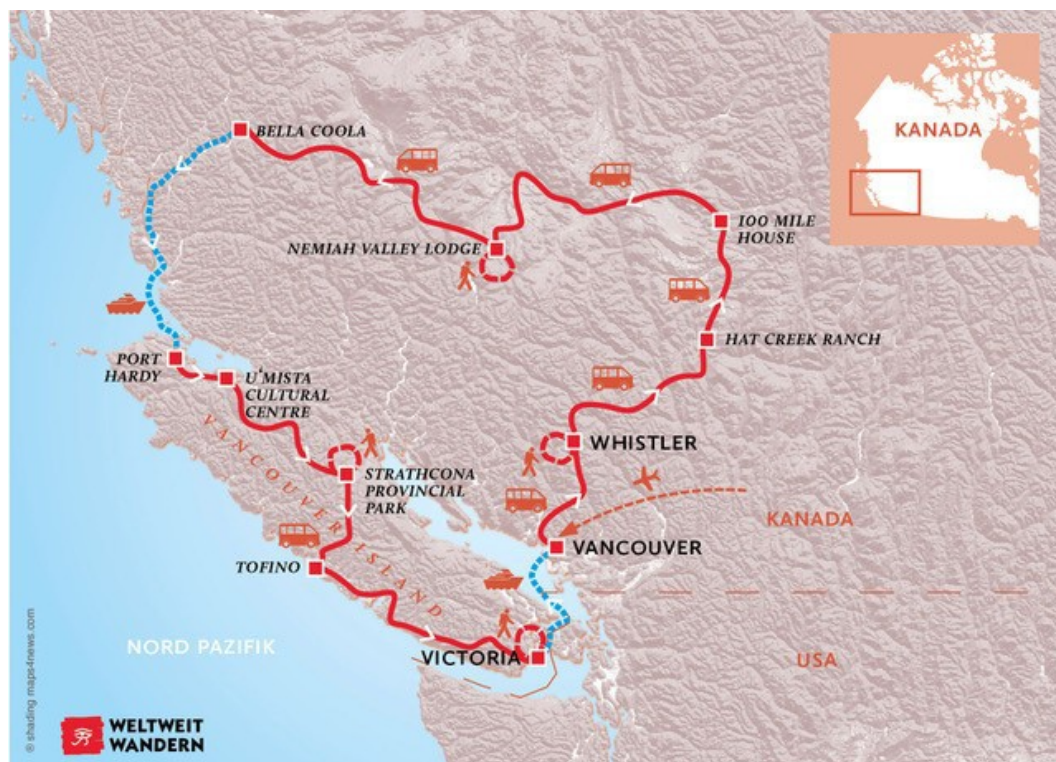 KANADA
BELLA COOLA
100 MILE
HOUSE
NEMIAH VALLEY LODGE
HAT CREEK RANCH
PORT
HARDY
U'MISTA
CULTURAL
CENTRE
WHISTLER
STRATHCONA
PROVINCIAL
PARK
VANCOUVER ISLAND
KANADA
VANCOUVER
TOFINO
NORD PAZIFIK
VICTORIA
USA
© shading maps4news.com
WELTWEIT
WANDERN